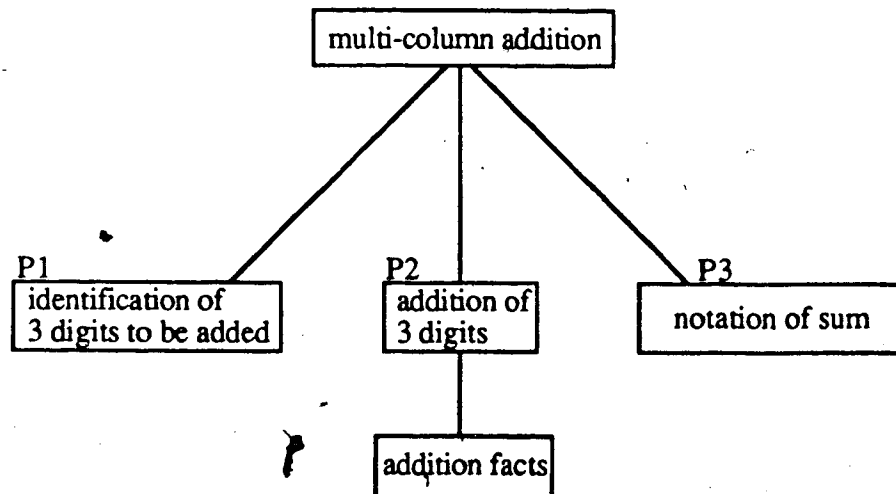 multi-column addition
P1
identification of
3 digits to be added
P2
addition of
3 digits
P3
notation of sum
addition facts